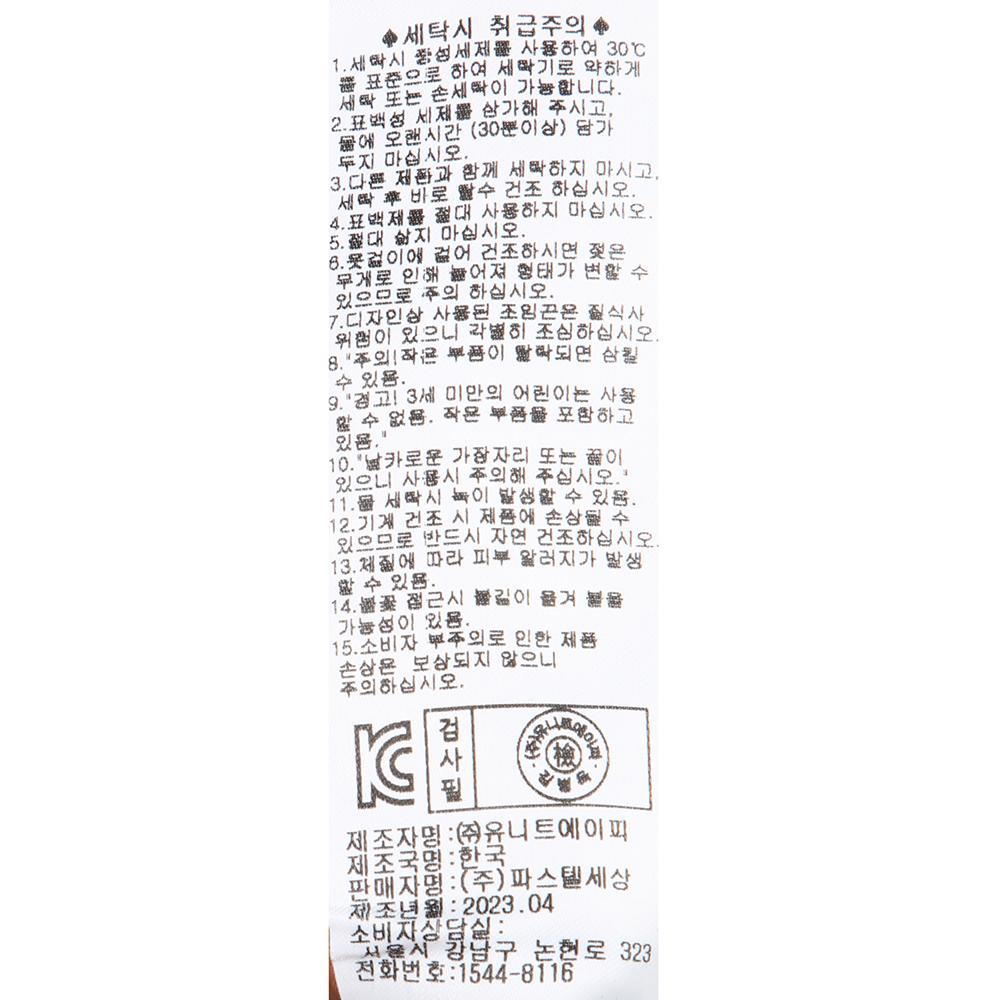 ♠세탁시 취급주의♠
1.세탁시 중성세제를 사용하여 30℃
를 표준으로 하여 세탁기로 약하게
세탁 또는 손세탁이 가능합니다.
2.표백성 세제를 삼가해 주시고,
물에 오랜시간 (30분이상) 담가
두지 마십시오.
3.다른 제품과 함께 세탁하지 마시고,
세탁 후 바로 탈수 건조 하십시오.
4.표백제를 절대 사용하지 마십시오.
5.절대 삶지 마십시오.
6.옷걸이에 걸어 건조하시면 젖은
무게로 인해 늘어져 형태가 변할 수
있으므로 주의 하십시오.
7.디자인상 사용된 조임끈은 질식사
위험이 있으니 각별히 조심하십시오.
8."주의!작은 부품이 탈락되면 삼킬
수 있음.
9."경고! 3세 미만의 어린이는 사용
할 수 없음. 작은 부품을 포함하고
있음."
10."날카로운 가장자리 또는 끝이
있으니 사용시 주의해 주십시오."
11.물 세탁시 녹이 발생할 수 있음.
12.기계 건조 시 제품에 손상될 수
있으므로 반드시 자연 건조하십시오.
13.체질에 따라 피부 알러지가 발생
할 수 있음.
14.불꽃 접근시 불길이 옮겨 붙을
가능성이 있음.
15.소비자 부주의로 인한 제품
손상은 보상되지 않으니
주의하십시오.
KC
검사필
(주)유니트에이피
檢
제조자명:㈜유니트에이피
제조국명:한국
판매자명:(주)파스텔세상
제조년월:2023.04
소비자상담실:
서울시 강남구 논현로 323
전화번호:1544-8116